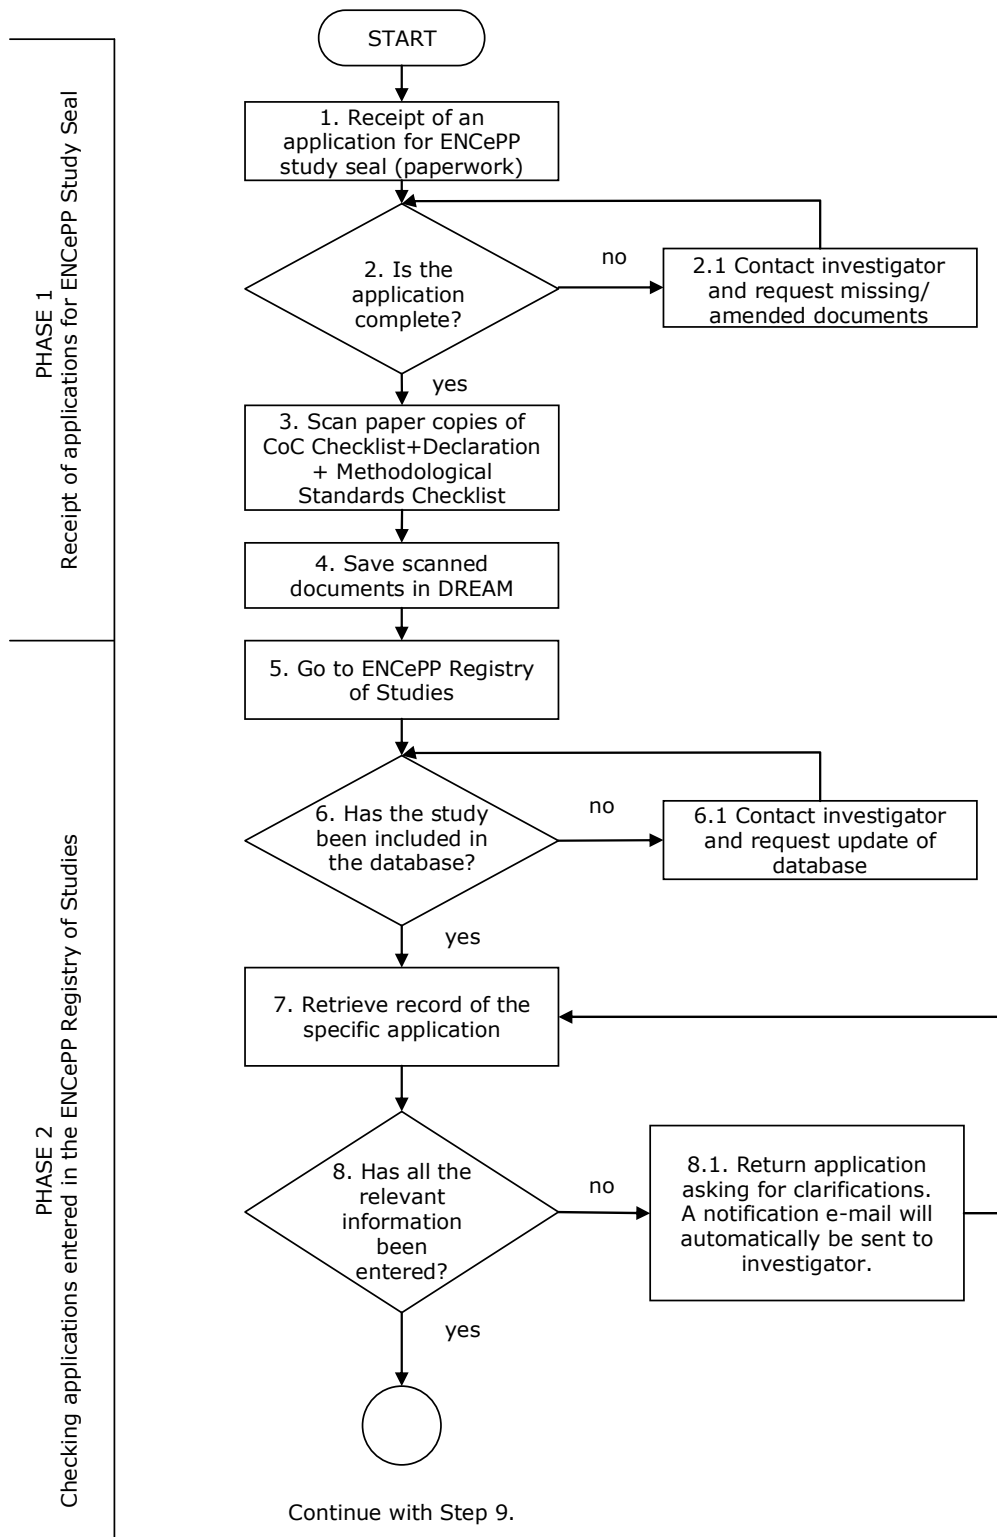 START
PHASE 1
Receipt of applications for ENCePP Study Seal
1. Receipt of an
application for ENCePP
study seal (paperwork)
2. Is the
application
complete?
no
2.1 Contact investigator
and request missing/
amended documents
yes
3. Scan paper copies of
CoC Checklist+Declaration
+ Methodological
Standards Checklist
4. Save scanned
documents in DREAM
PHASE 2
Checking applications entered in the ENCePP Registry of Studies
5. Go to ENCePP Registry
of Studies
6. Has the study
been included in
the database?
no
6.1 Contact investigator
and request update of
database
yes
7. Retrieve record of the
specific application
8. Has all the
relevant
information
been
entered?
no
8.1. Return application
asking for clarifications.
A notification e-mail will
automatically be sent to
investigator.
yes
Continue with Step 9.